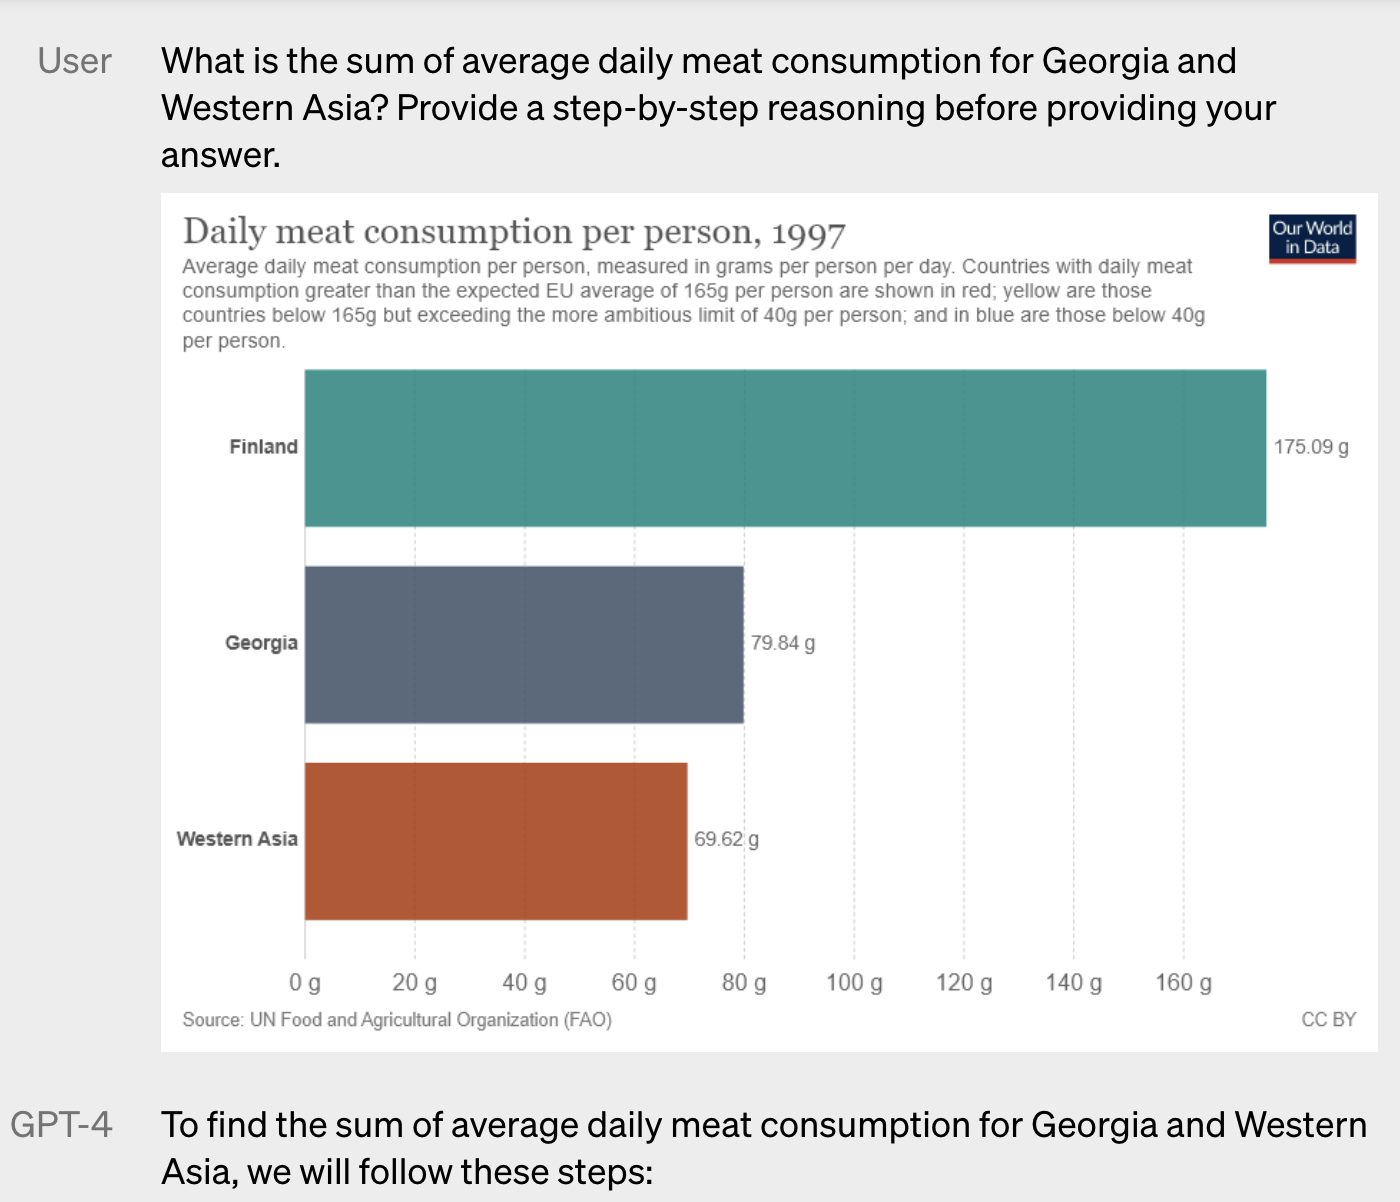 User
What is the sum of average daily meat consumption for Georgia and
Western Asia? Provide a step-by-step reasoning before providing your
answer.
Daily meat consumption per person, 1997
Our World
in Data
Average daily meat consumption per person, measured in grams per person per day. Countries with daily meat
consumption greater than the expected EU average of 165g per person are shown in red; yellow are those
countries below 165g but exceeding the more ambitious limit of 40g per person; and in blue are those below 40g
per person.
Finland
175.09 g
Georgia
79.84 g
Western Asia
69.62 g
0 g 20 g 40 g 60 g 80 g 100 g 120 g 140 g 160 g
Source: UN Food and Agricultural Organization (FAO)
CC BY
GPT-4
To find the sum of average daily meat consumption for Georgia and Western
Asia, we will follow these steps: